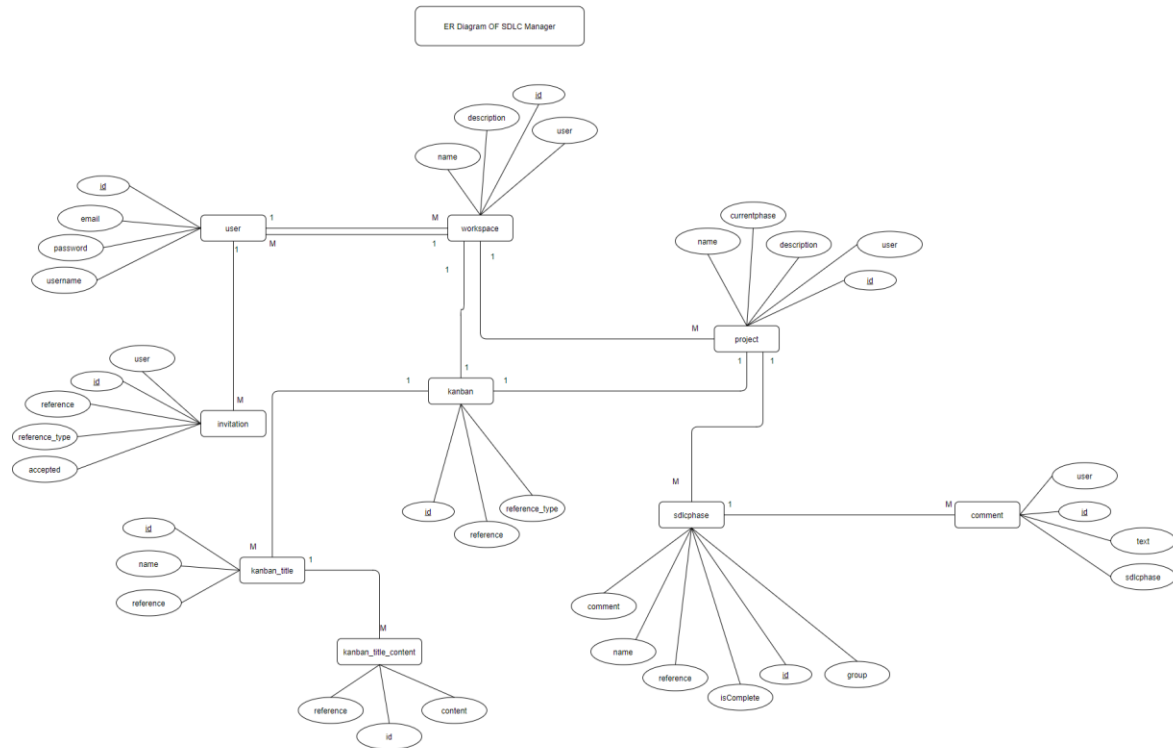 ER Diagram OF SDLC Manager
id
description
user
name
id
email
password
username
user
1
M
M
1
workspace
1
1
1
currentphase
name
description
user
id
M
project
1
1
user
id
reference
reference_type
accepted
M
invitation
1
1
kanban
1
id
reference
reference_type
id
name
reference
M
kanban_title
1
M
kanban_title_content
reference
id
content
M
sdlcphase
1
comment
name
reference
isComplete
id
group
M
comment
user
id
text
sdlcphase